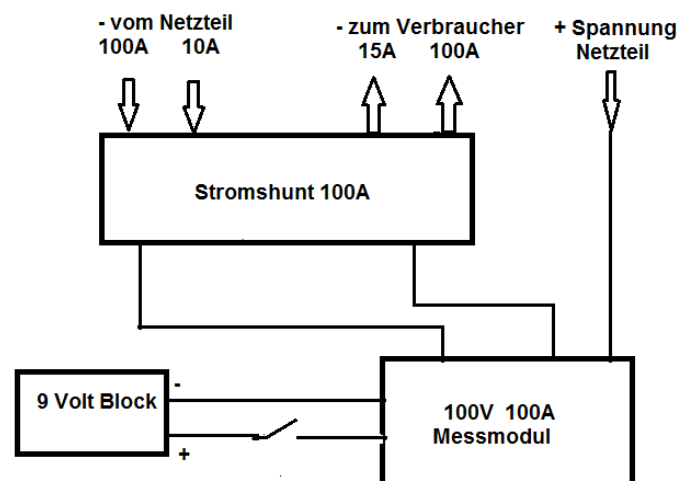 - vom Netzteil
100A 10A
- zum Verbraucher
15A 100A
+ Spannung
Netzteil
Stromshunt 100A
9 Volt Block
-
+
100V 100A
Messmodul